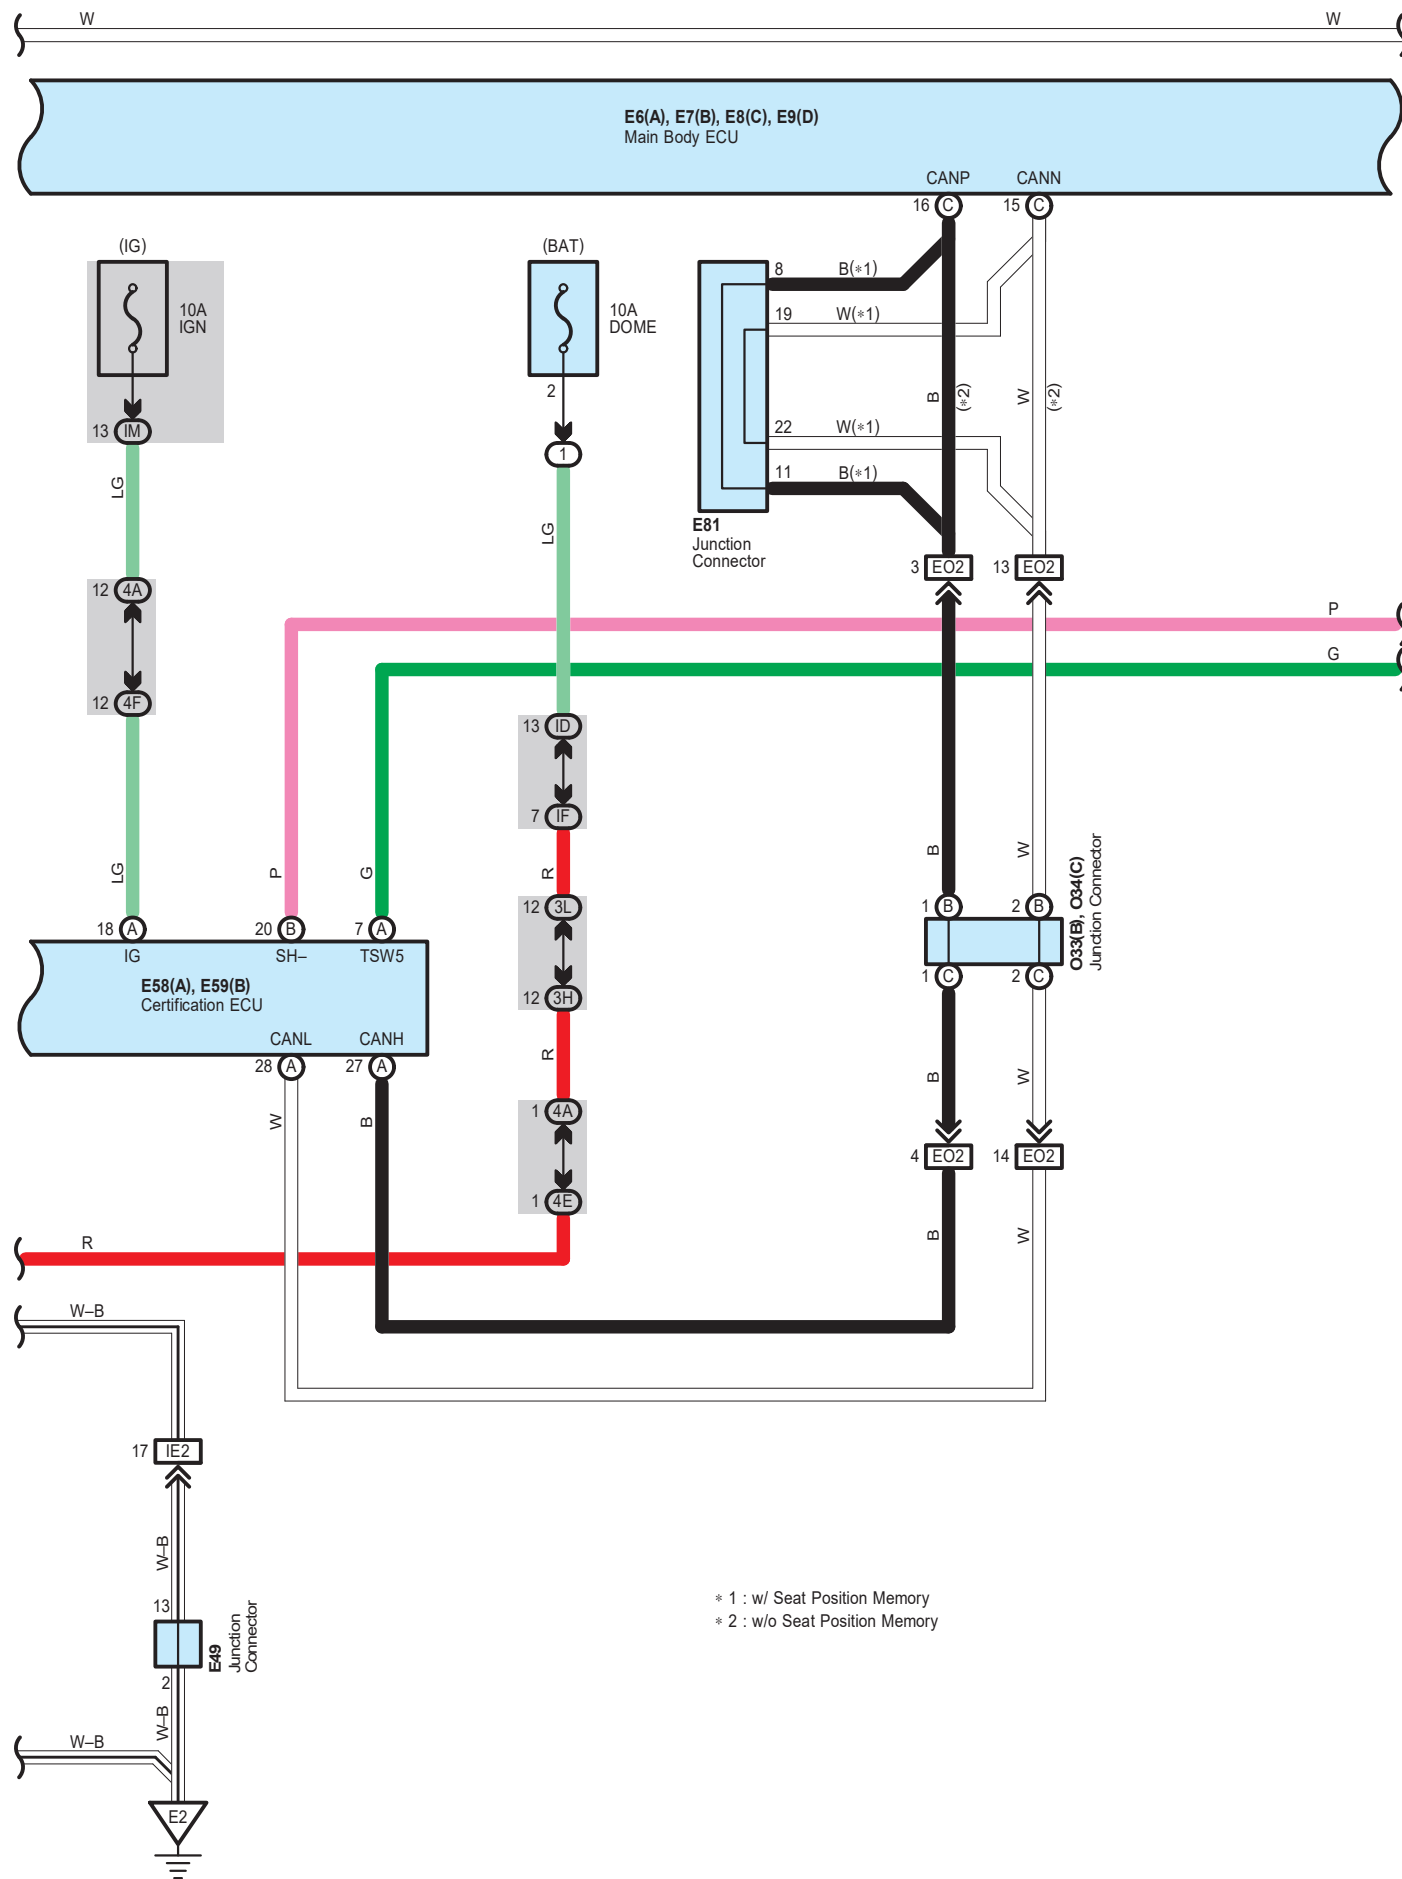 W
W
E6(A), E7(B), E8(C), E9(D)
Main Body ECU
CANP
CANN
16 C
15 C
(IG)
(BAT)
10A
IGN
10A
DOME
8
B(*1)
19
W(*1)
2
B
(*2)
W
(*2)
13 IM
22
W(*1)
1
11
B(*1)
LG
LG
E81
Junction
Connector
3 EO2
13 EO2
12 4A
P
G
12 4F
13 ID
7 IF
LG
P
G
R
B
W
O33(B), O34(C)
Junction Connector
12 3L
1 B
2 B
18 A
20 B
7 A
IG
SH–
TSW5
1 C
2 C
E58(A), E59(B)
Certification ECU
12 3H
CANL
CANH
28 A
27 A
R
B
W
W
B
1 4A
4 EO2
14 EO2
1 4E
R
B
W
W–B
17 IE2
W–B
13
E49
Junction
Connector
2
* 1 : w/ Seat Position Memory
* 2 : w/o Seat Position Memory
W–B
W–B
E2